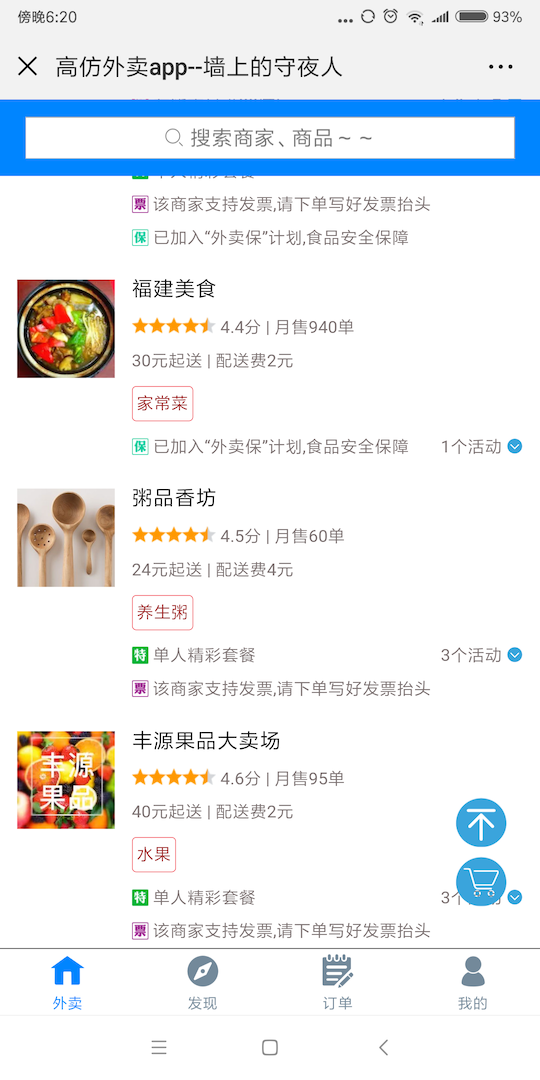 傍晚6:20
93%
高仿外卖app--墙上的守夜人
搜索商家、商品～～
该商家支持发票,请下单写好发票抬头
票
保
已加入“外卖保”计划,食品安全保障
福建美食
4.4分 | 月售940单
30元起送 | 配送费2元
家常菜
保
已加入“外卖保”计划,食品安全保障
1个活动
粥品香坊
4.5分 | 月售60单
24元起送 | 配送费4元
养生粥
特
单人精彩套餐
3个活动
票
该商家支持发票,请下单写好发票抬头
丰源果品
丰源果品大卖场
4.6分 | 月售95单
40元起送 | 配送费2元
水果
特
单人精彩套餐
3个活动
票
该商家支持发票,请下单写好发票抬头
外卖
发现
订单
我的